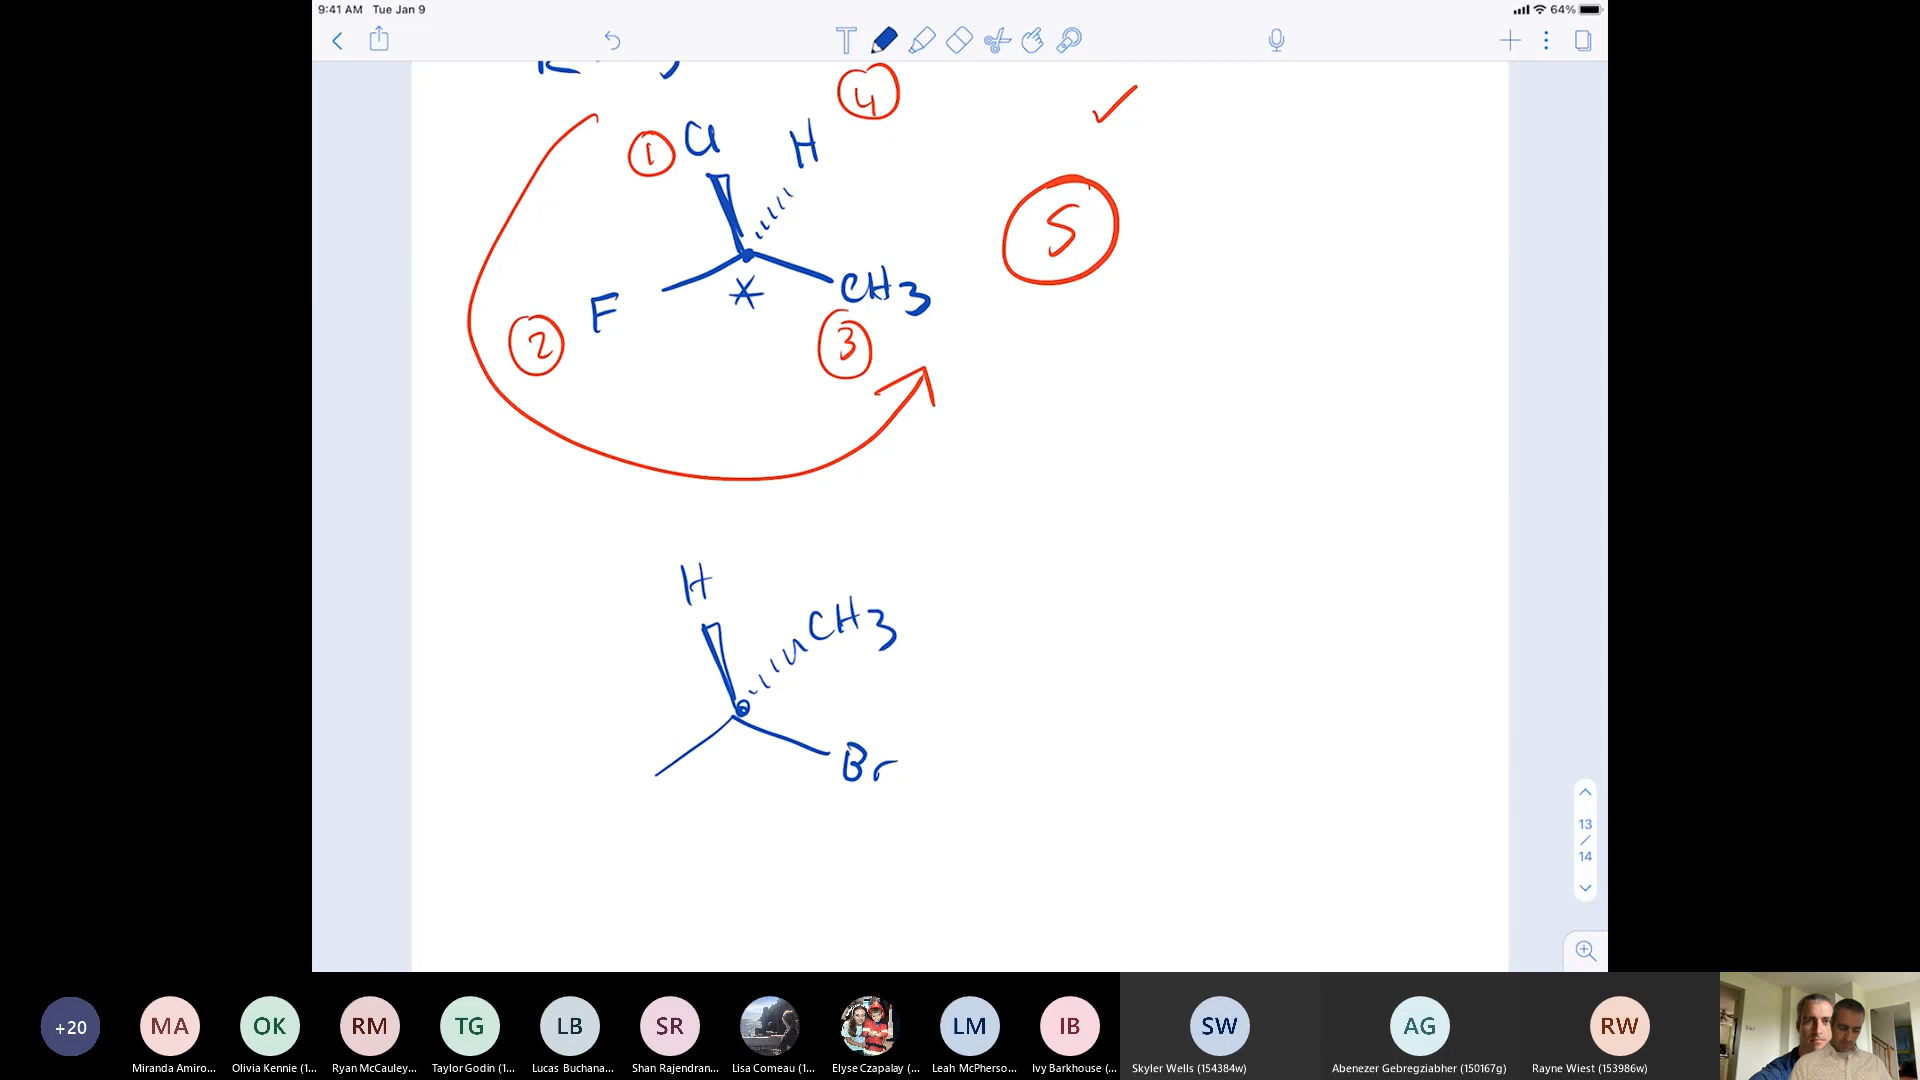 9:41 AM Tue Jan 9
64%
T
4
1 Cl H
S
F CH3
*
2 3
H
CH3
Br
13
/
14
+20 MA OK RM TG LB SR LM IB SW AG RW
Miranda Amiro... Olivia Kennie (1... Ryan McCauley... Taylor Godin (1... Lucas Buchana... Shan Rajendran... Lisa Comeau (1... Elyse Czapalay (... Leah McPherso... Ivy Barkhouse (... Skyler Wells (154384w) Abenezer Gebregziabher (150167g) Rayne Wiest (153986w)